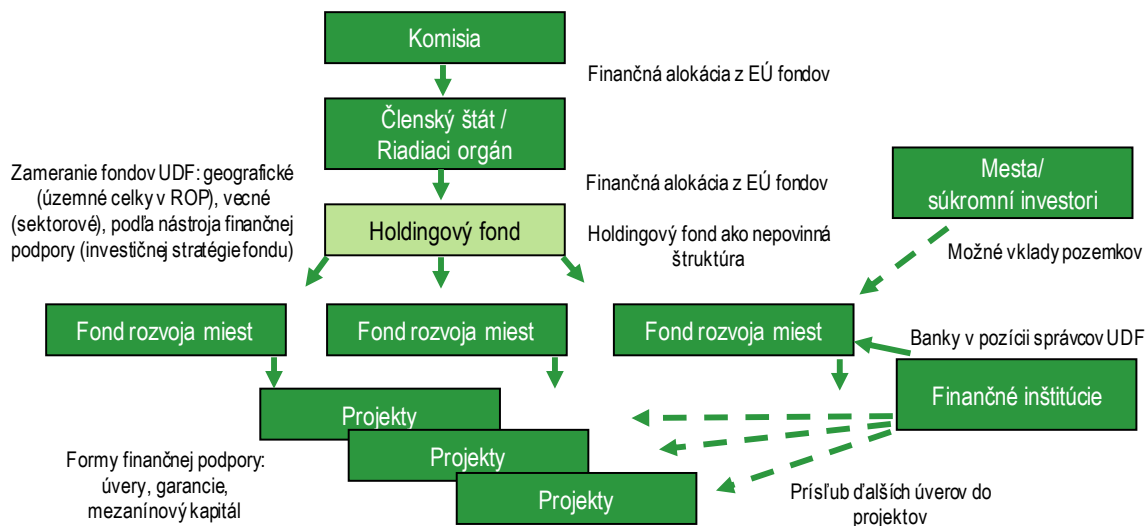 Komisia
Finančná alokácia z EÚ fondov
Členský štát /
Riadiaci orgán
Zameranie fondov UDF: geografické
(územné celky v ROP), vecné
(sektorové), podľa nástroja finančnej
podpory (investičnej stratégie fondu)
Finančná alokácia z EÚ fondov
Mesta/
súkromní investori
Holdingový fond
Holdingový fond ako nepovinná
štruktúra
Možné vklady pozemkov
Fond rozvoja miest
Fond rozvoja miest
Fond rozvoja miest
Banky v pozícii správcov UDF
Finančné inštitúcie
Projekty
Projekty
Projekty
Formy finančnej podpory:
úvery, garancie,
mezanínový kapitál
Prísľub ďalších úverov do
projektov